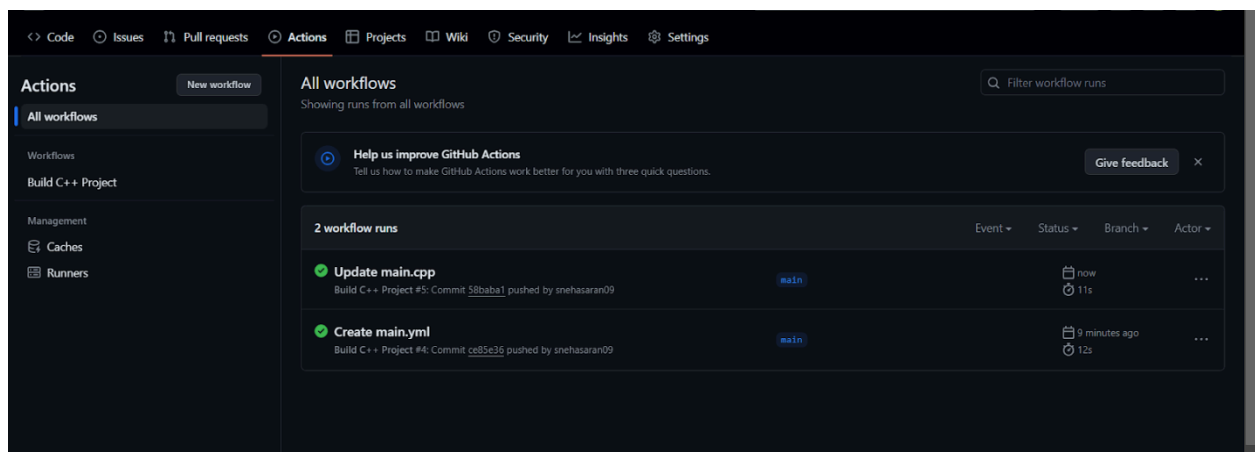 Code Issues Pull requests Actions Projects Wiki Security Insights Settings
Actions
New workflow
All workflows
Workflows
Build C++ Project
Management
Caches
Runners
All workflows
Showing runs from all workflows
Filter workflow runs
Help us improve GitHub Actions
Tell us how to make GitHub Actions work better for you with three quick questions.
Give feedback
2 workflow runs
Event Status Branch Actor
Update main.cpp
Build C++ Project #5: Commit 58baba1 pushed by snehasaran09
main
now
11s
Create main.yml
Build C++ Project #4: Commit ce85e36 pushed by snehasaran09
main
9 minutes ago
12s